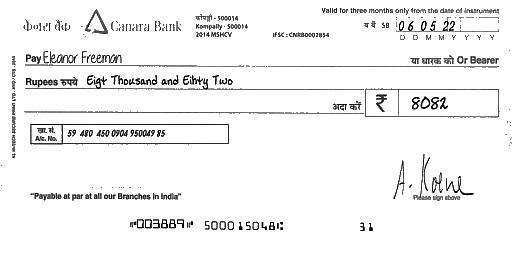 केनरा बैंक Canara Bank
कोंपल्ली - 500014
Kompally - 500014
2014 MSHCV
IFSC : CNRB0002854
Valid for three months only from the date of instrument
SB 06 05 22
D D M M Y Y Y Y
Pay Eleanor Freeman या धारक को Or Bearer
Rupees रुपये Eigt Thousand and Eihty Two
अदा करें ₹ 8082
खा. सं.
A/c. No. 59 480 450 0904 950049 85
A. Koene
Please sign above
"Payable at par at all our Branches in India"
⑈003889⑈ 500015048⑆ 31